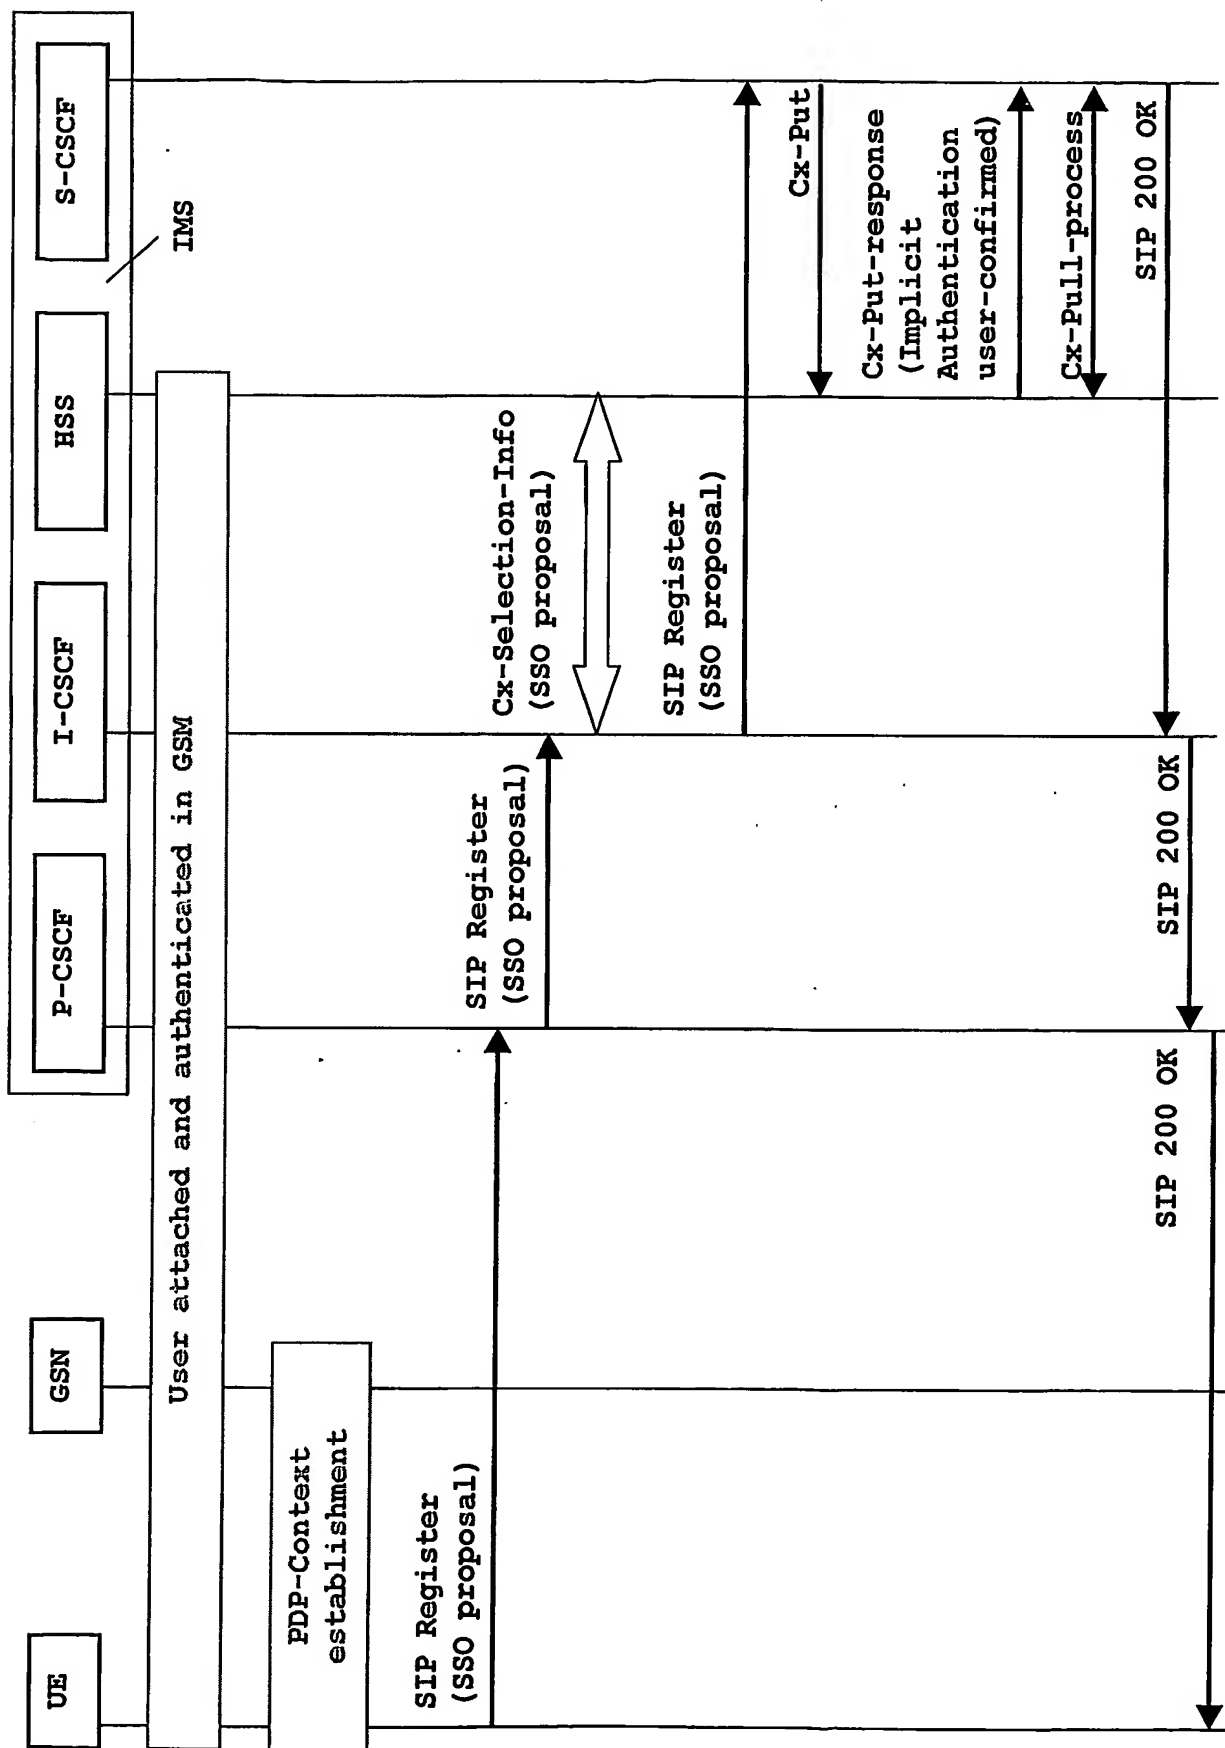 UE
GSN
P-CSCF
I-CSCF
HSS
S-CSCF
IMS
User attached and authenticated in GSM
PDP-Context
establishment
SIP Register
(SSO proposal)
SIP Register
(SSO proposal)
Cx-Selection-Info
(SSO proposal)
SIP Register
(SSO proposal)
Cx-Put
Cx-Put-response
(Implicit
Authentication
user-confirmed)
Cx-Pull-process
SIP 200 OK
SIP 200 OK
SIP 200 OK